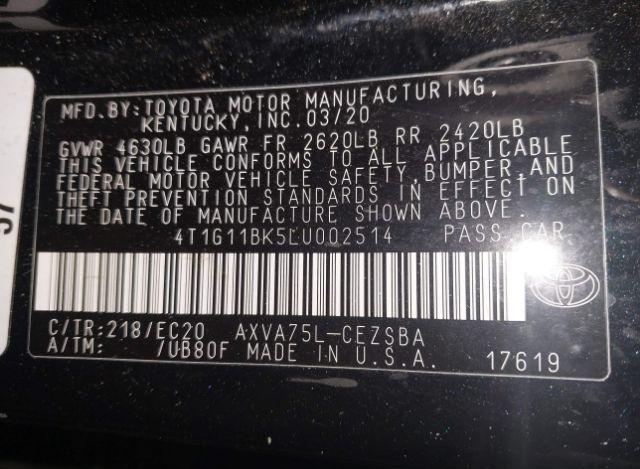 MFD.BY:TOYOTA MOTOR MANUFACTURING,
KENTUCKY, INC. 03/20
GVWR 4630LB GAWR FR 2620LB RR 2420LB
THIS VEHICLE CONFORMS TO ALL APPLICABLE
FEDERAL MOTOR VEHICLE SAFETY, BUMPER, AND
THEFT PREVENTION STANDARDS IN EFFECT ON
THE DATE OF MANUFACTURE SHOWN ABOVE.
4T1G11BK5LU002514 PASS.CAR
C/TR:218/EC20 AXVA75L-CEZSBA
A/TM: /UB80F MADE IN U.S.A. 17619